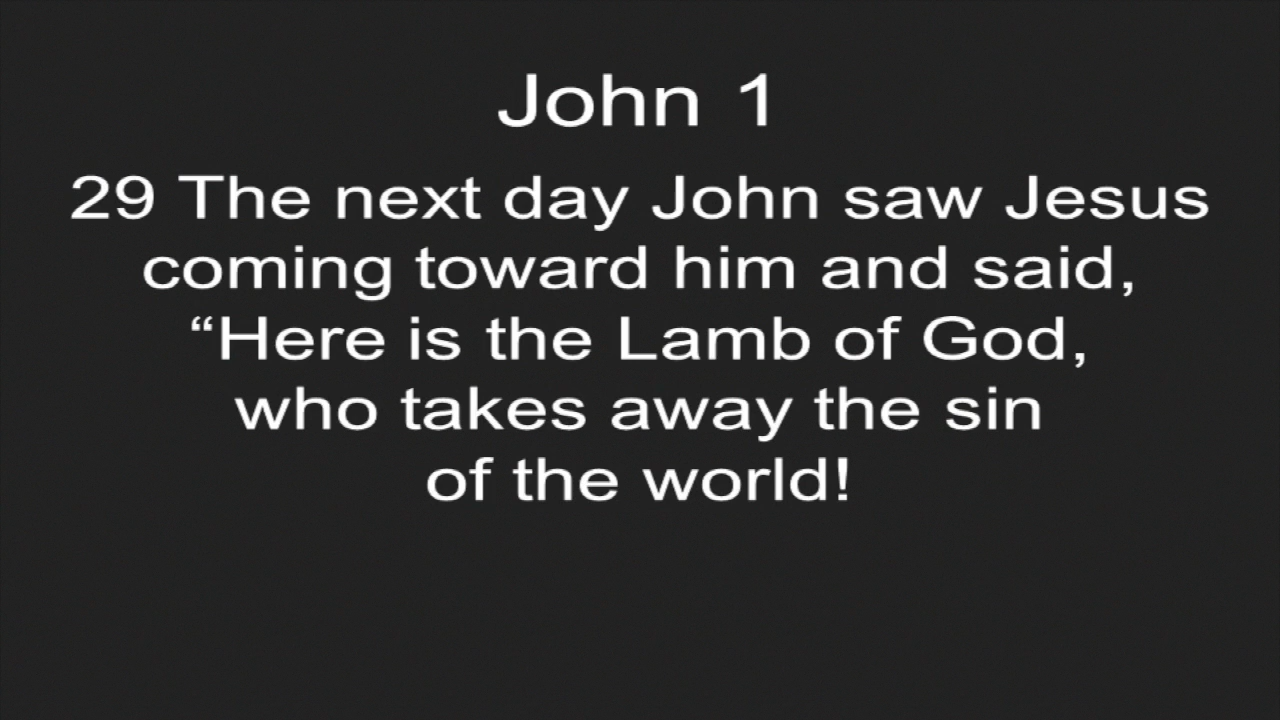 John 1
29 The next day John saw Jesus
coming toward him and said,
“Here is the Lamb of God,
who takes away the sin
of the world!